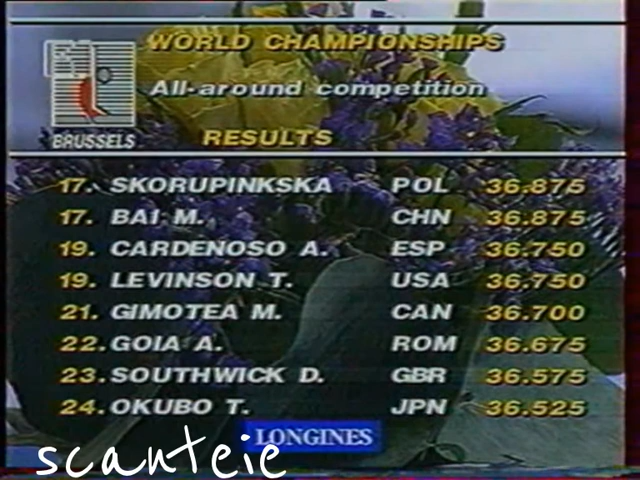 WORLD CHAMPIONSHIPS
All-around competition
BRUSSELS
RESULTS
17. SKORUPINKSKA POL 36.875
17. BAI M. CHN 36.875
19. CARDENOSO A. ESP 36.750
19. LEVINSON T. USA 36.750
21. GIMOTEA M. CAN 36.700
22. GOIA A. ROM 36.675
23. SOUTHWICK D. GBR 36.575
24. OKUBO T. JPN 36.525
LONGINES
scanteie